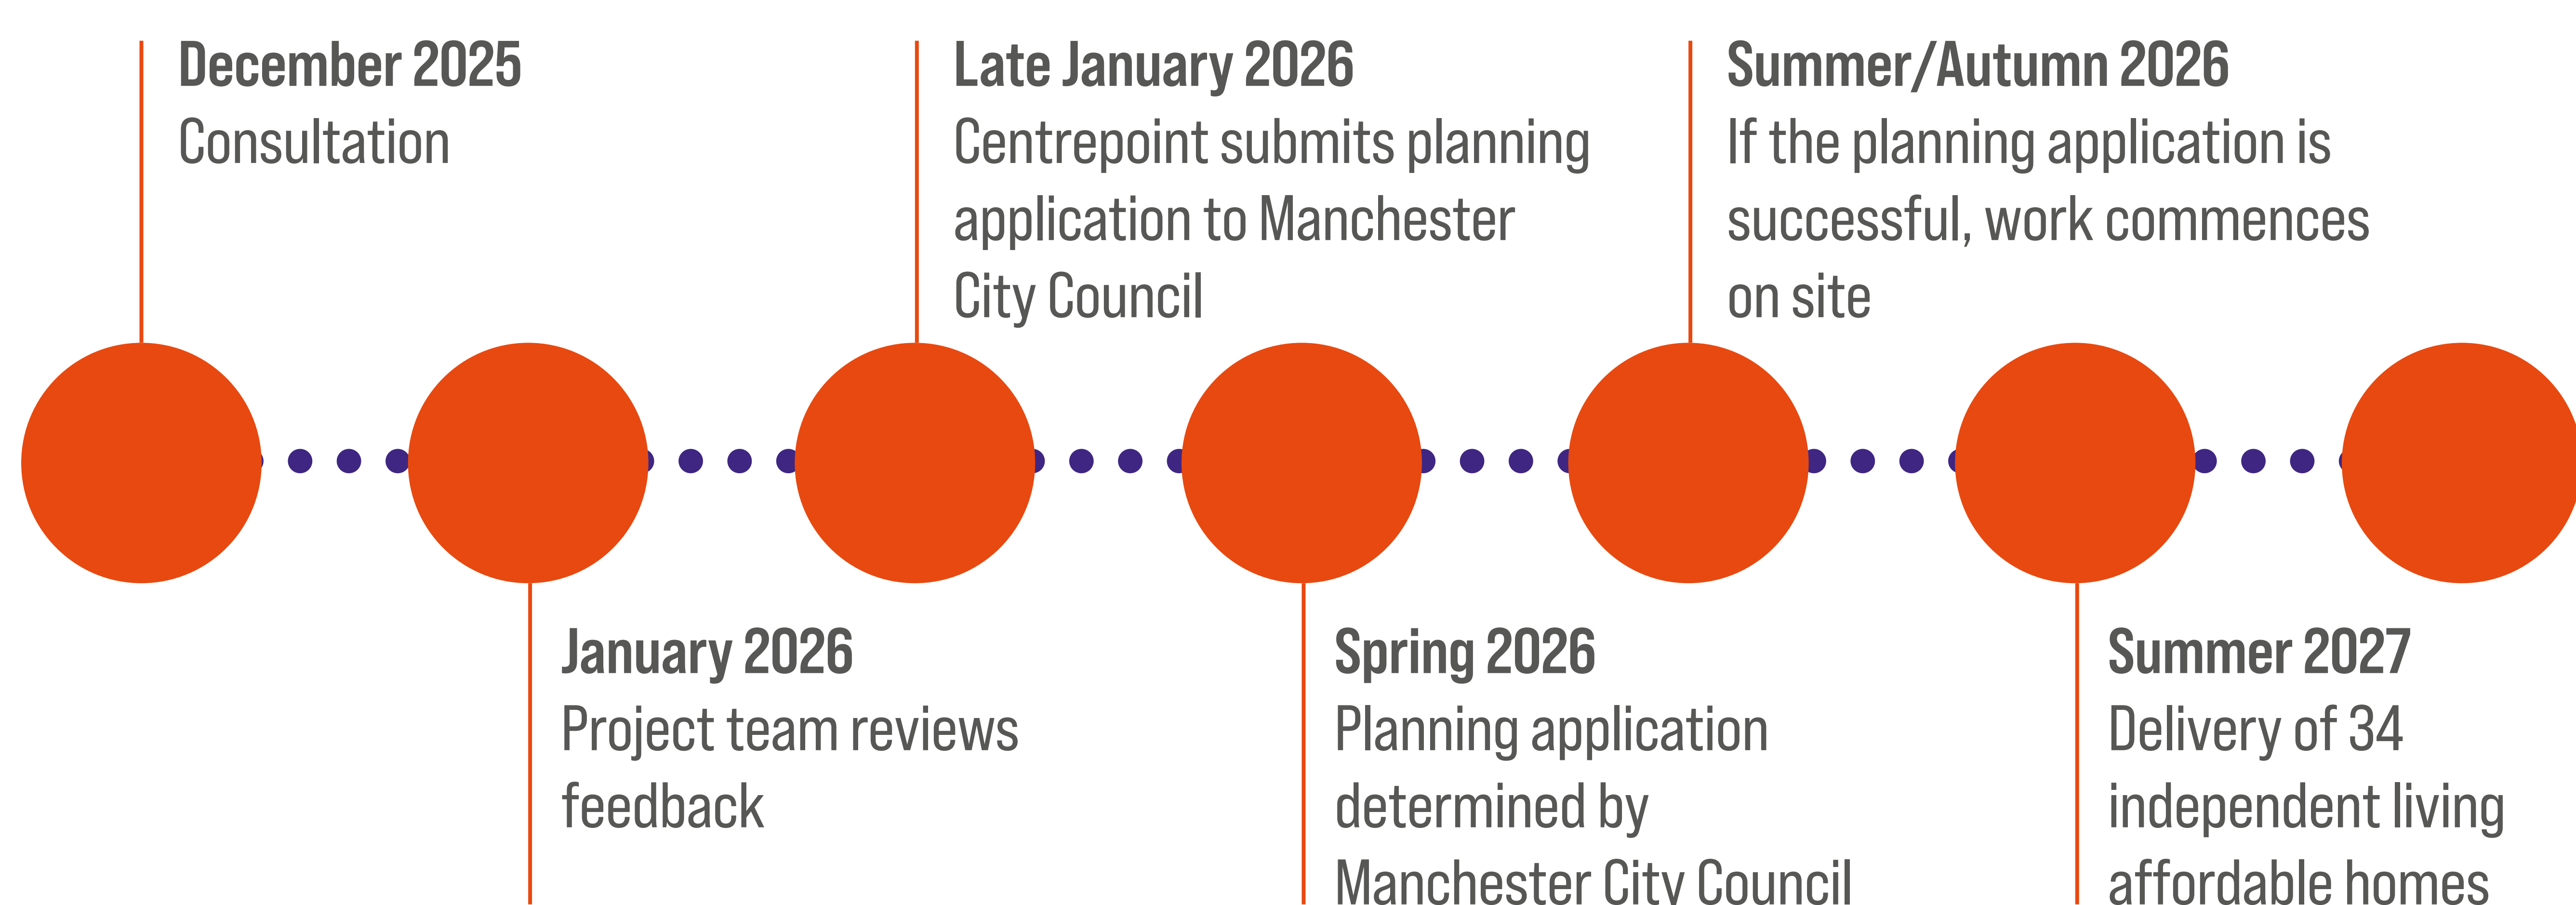 December 2025
Consultation
January 2026
Project team reviews
feedback
Late January 2026
Centrepoint submits planning
application to Manchester
City Council
Spring 2026
Planning application
determined by
Manchester City Council
Summer/Autumn 2026
If the planning application is
successful, work commences
on site
Summer 2027
Delivery of 34
independent living
affordable homes